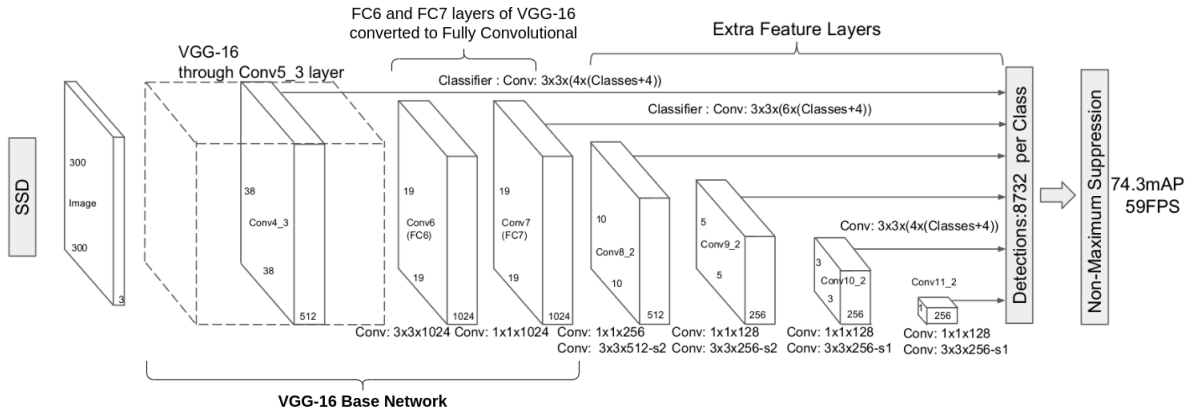 FC6 and FC7 layers of VGG-16
converted to Fully Convolutional
Extra Feature Layers
VGG-16
through Conv5_3 layer
Classifier : Conv: 3x3x(4x(Classes+4))
Classifier : Conv: 3x3x(6x(Classes+4))
SSD
300
Image
300
3
38
Conv4_3
38
512
19
Conv6
(FC6)
19
1024
19
Conv7
(FC7)
19
1024
10
Conv8_2
10
512
5
Conv9_2
5
256
Conv: 3x3x(4x(Classes+4))
3
Conv10_2
3
256
Conv11_2
1
256
Detections:8732 per Class
Non-Maximum Suppression
74.3mAP
59FPS
Conv: 3x3x1024
Conv: 1x1x1024
Conv: 1x1x256
Conv: 3x3x512-s2
Conv: 1x1x128
Conv: 3x3x256-s2
Conv: 1x1x128
Conv: 3x3x256-s1
Conv: 1x1x128
Conv: 3x3x256-s1
VGG-16 Base Network